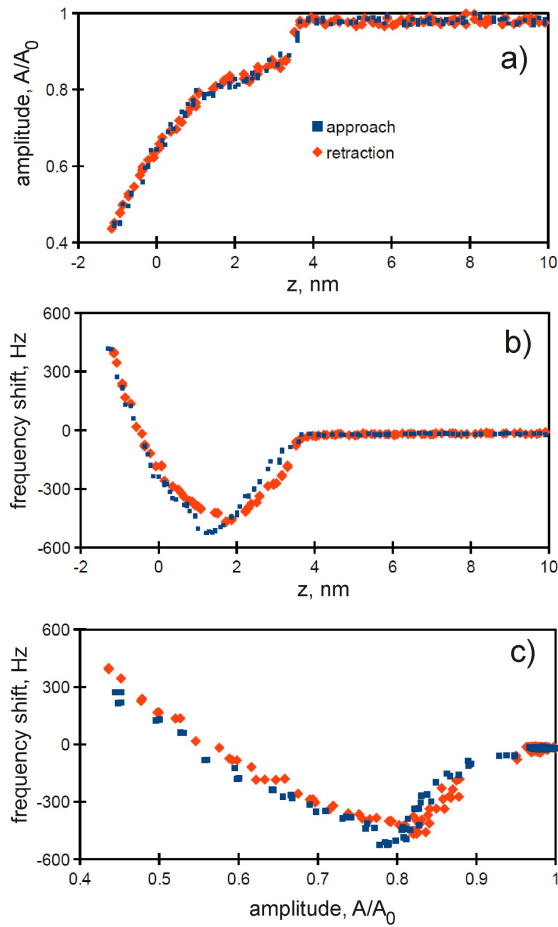 1
0.8
0.6
0.4
amplitude, A/A0
a)
approach
retraction
-2 0 2 4 6 8 10
z, nm
600
300
0
-300
-600
frequency shift, Hz
b)
-2 0 2 4 6 8 10
z, nm
600
300
0
-300
-600
frequency shift, Hz
c)
0.4 0.5 0.6 0.7 0.8 0.9 1
amplitude, A/A0